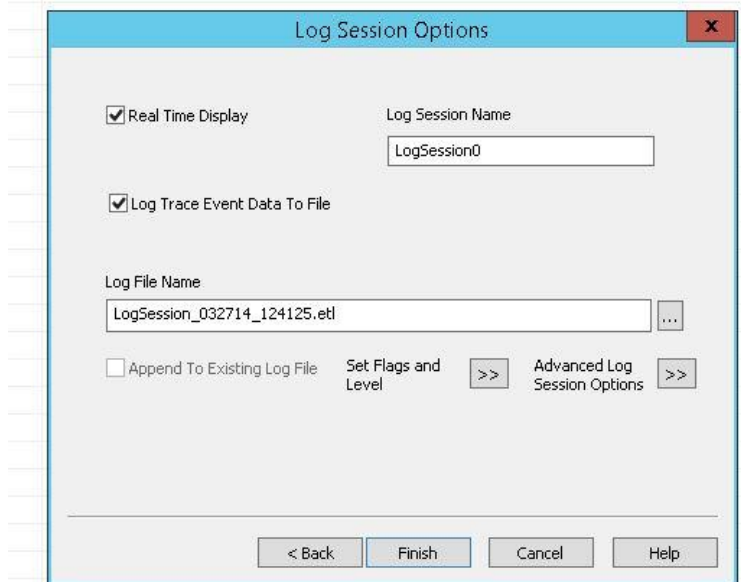 Log Session Options
x
Real Time Display
Log Session Name
LogSession0
Log Trace Event Data To File
Log File Name
LogSession_032714_124125.etl
...
Append To Existing Log File
Set Flags and
Level
>>
Advanced Log
Session Options
>>
< Back
Finish
Cancel
Help